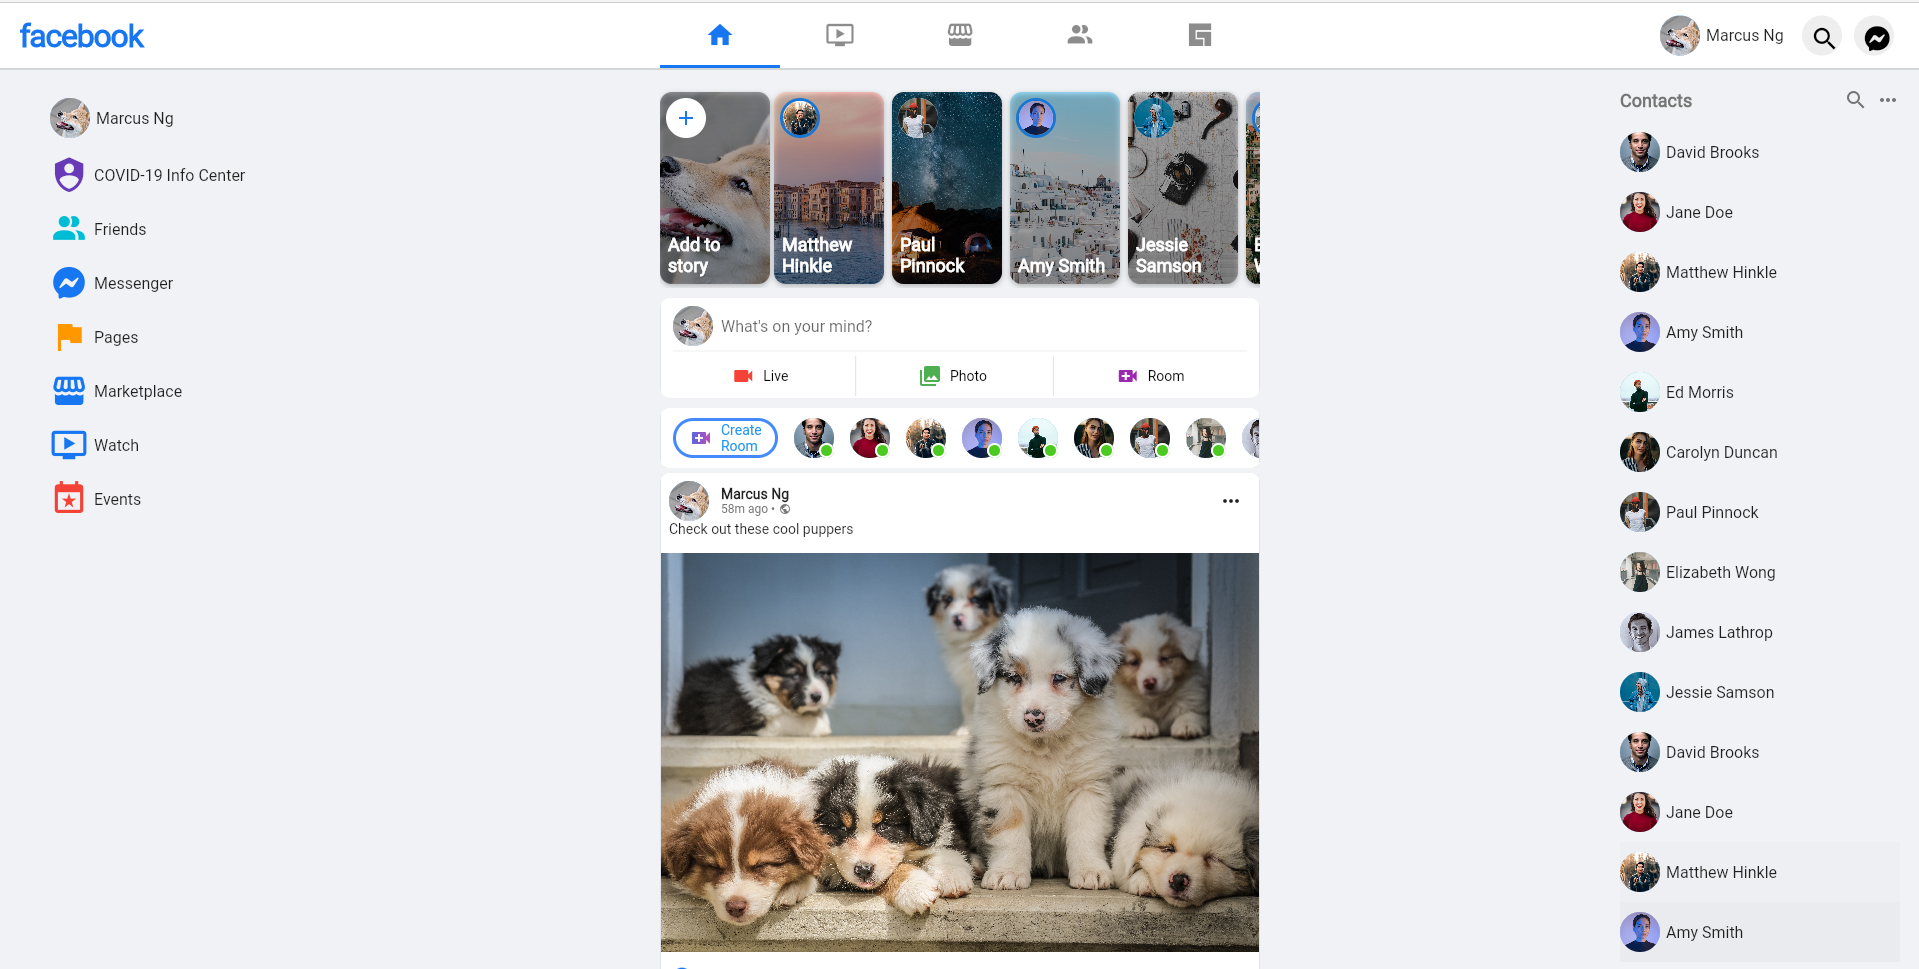 facebook
Marcus Ng
Marcus Ng
COVID-19 Info Center
Friends
Messenger
Pages
Marketplace
Watch
Events
Add to
story
Matthew
Hinkle
Paul
Pinnock
Amy Smith
Jessie
Samson
What's on your mind?
Live
Photo
Room
Create
Room
Marcus Ng
58m ago •
Check out these cool puppers
Contacts
David Brooks
Jane Doe
Matthew Hinkle
Amy Smith
Ed Morris
Carolyn Duncan
Paul Pinnock
Elizabeth Wong
James Lathrop
Jessie Samson
David Brooks
Jane Doe
Matthew Hinkle
Amy Smith